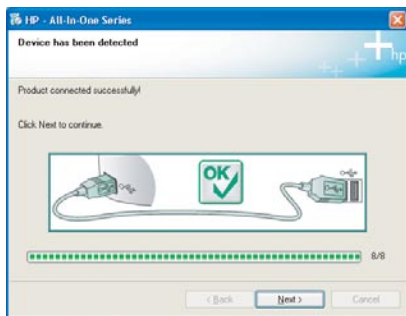 HP - All-In-One Series
Device has been detected
hp
Product connected successfully!
Click Next to continue.
OK
8/8
< Back
Next >
Cancel